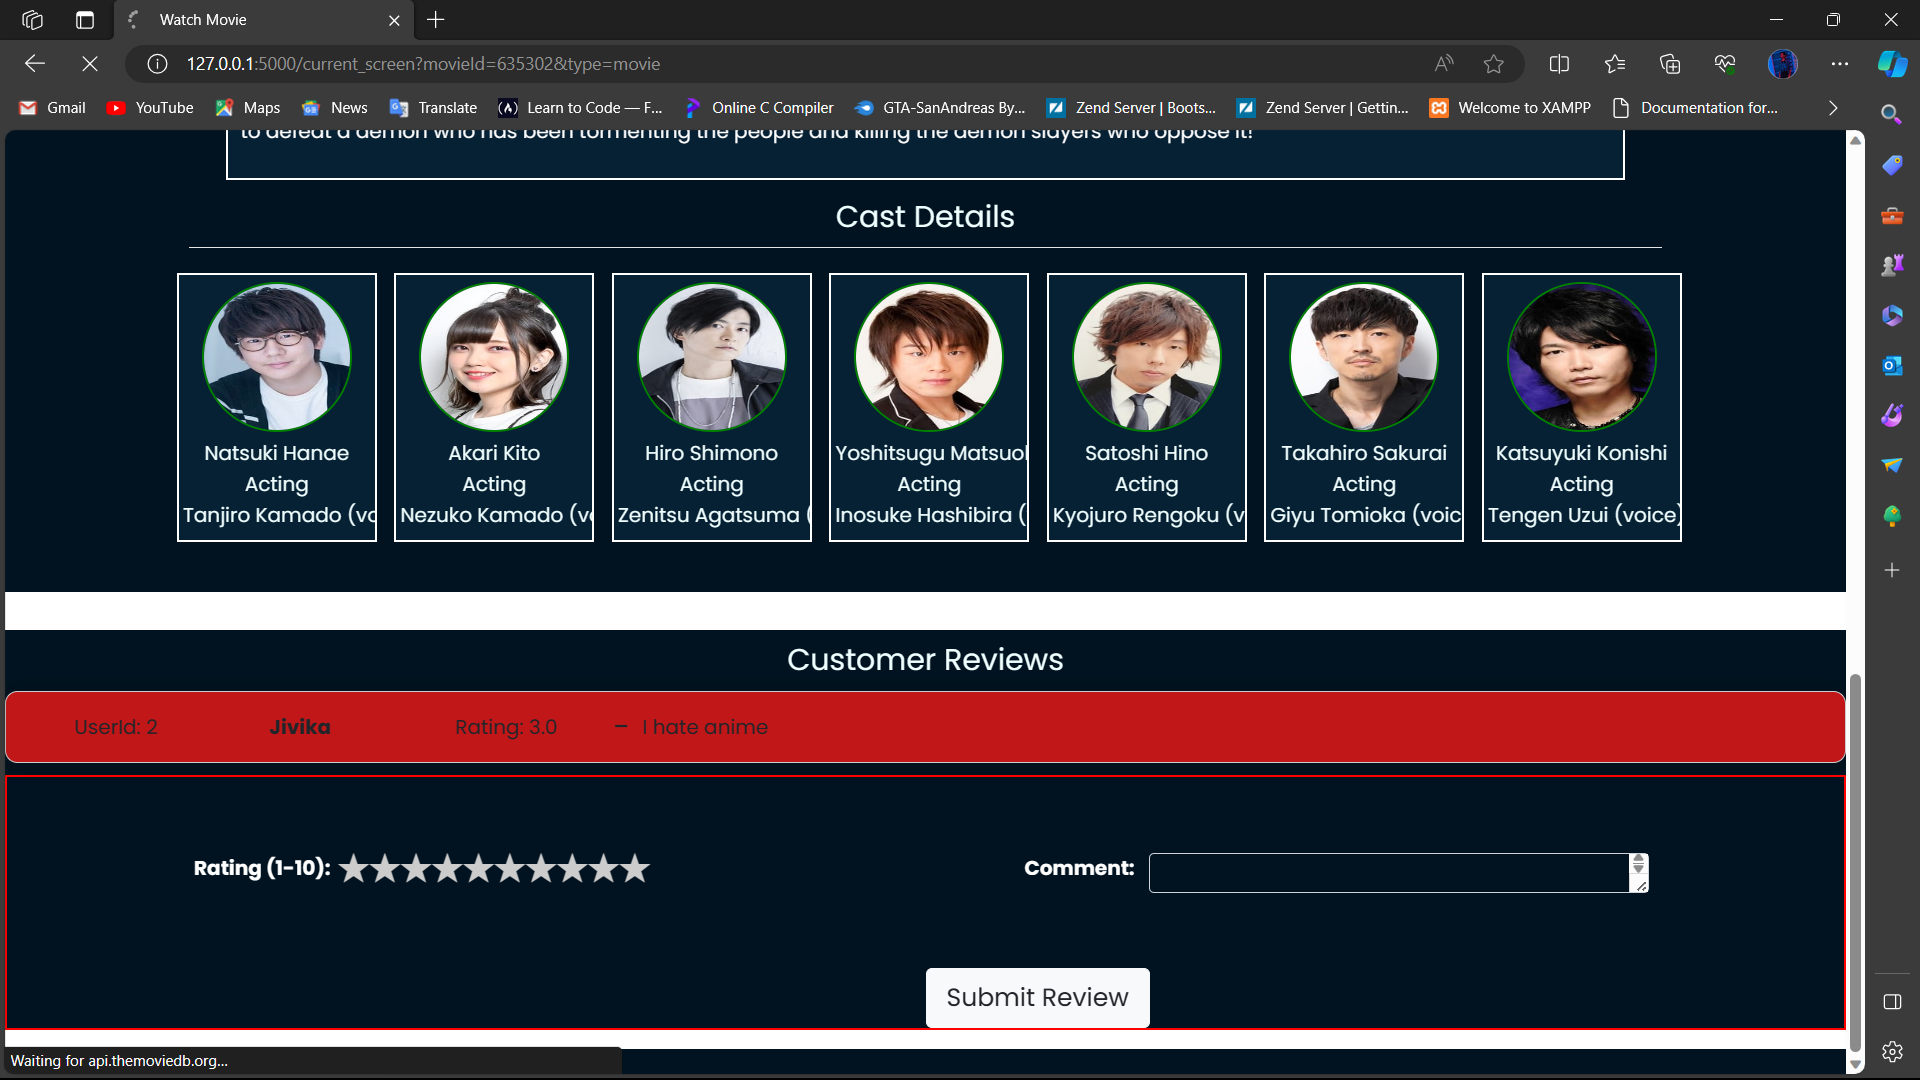 Watch Movie
127.0.0.1:5000/current_screen?movieId=635302&type=movie
Gmail YouTube Maps News Translate Learn to Code — F... Online C Compiler GTA-SanAndreas By... Zend Server | Boots... Zend Server | Gettin... Welcome to XAMPP Documentation for...
to defeat a demon who has been tormenting the people and killing the demon slayers who oppose it!
Cast Details
Natsuki Hanae
Acting
Tanjiro Kamado (vo
Akari Kito
Acting
Nezuko Kamado (v
Hiro Shimono
Acting
Zenitsu Agatsuma (
Yoshitsugu Matsuo
Acting
Inosuke Hashibira (
Satoshi Hino
Acting
Kyojuro Rengoku (v
Takahiro Sakurai
Acting
Giyu Tomioka (voic
Katsuyuki Konishi
Acting
Tengen Uzui (voice)
Customer Reviews
UserId: 2 Jivika Rating: 3.0 – I hate anime
Rating (1-10): ★★★★★★★★★★ Comment:
Submit Review
Waiting for api.themoviedb.org...